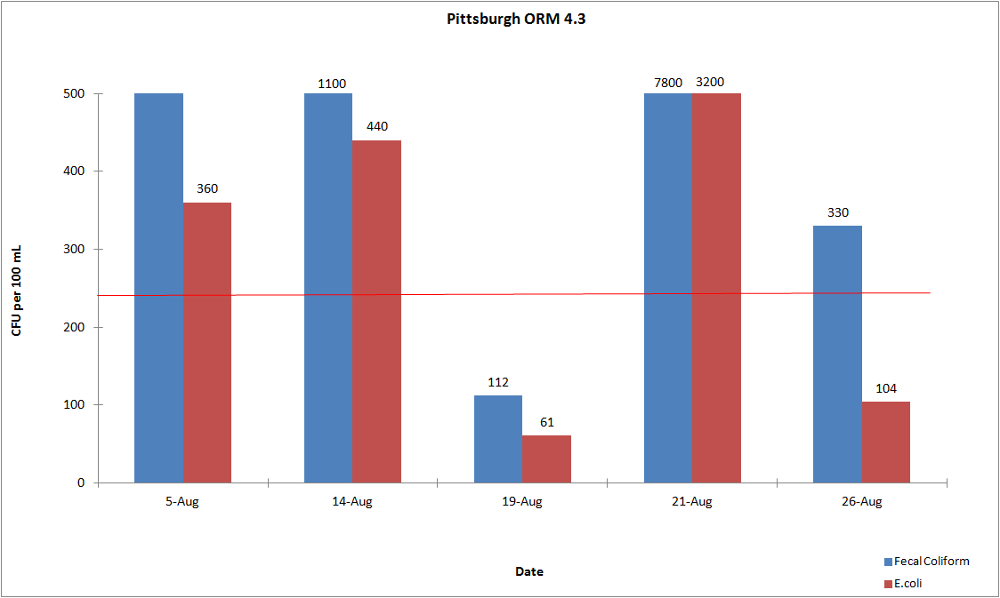 Pittsburgh ORM 4.3
500
400
300
200
100
0
CFU per 100 mL
360
1100
440
112
61
7800
3200
330
104
5-Aug
14-Aug
19-Aug
21-Aug
26-Aug
Date
Fecal Coliform
E.coli